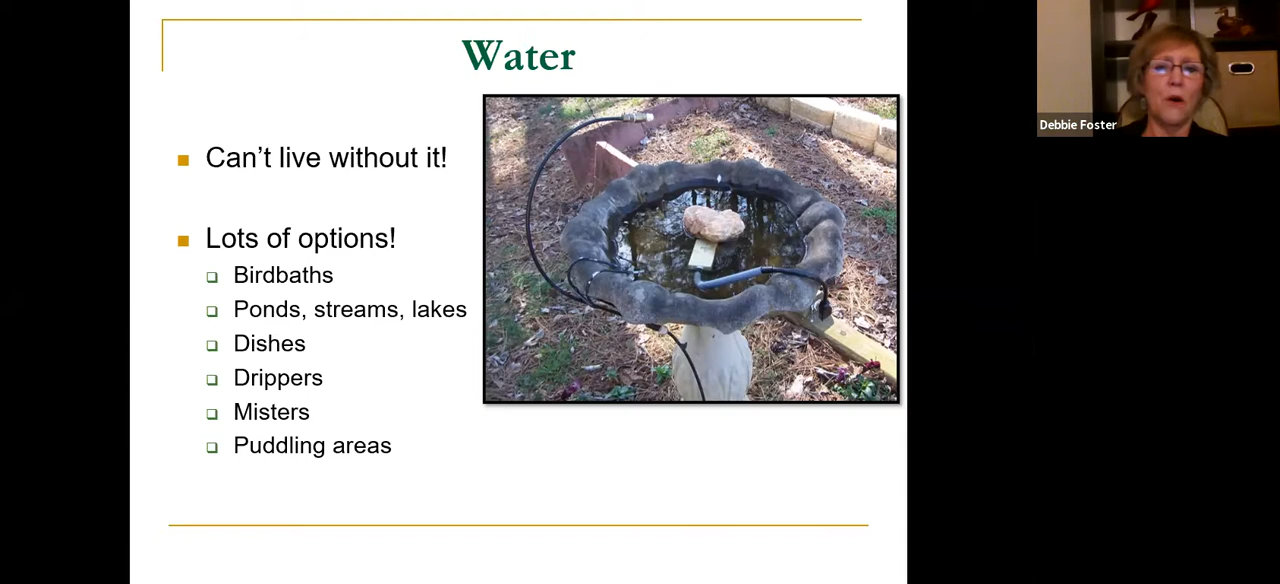 Water
Can't live without it!
Lots of options!
Birdbaths
Ponds, streams, lakes
Dishes
Drippers
Misters
Puddling areas
Debbie Foster